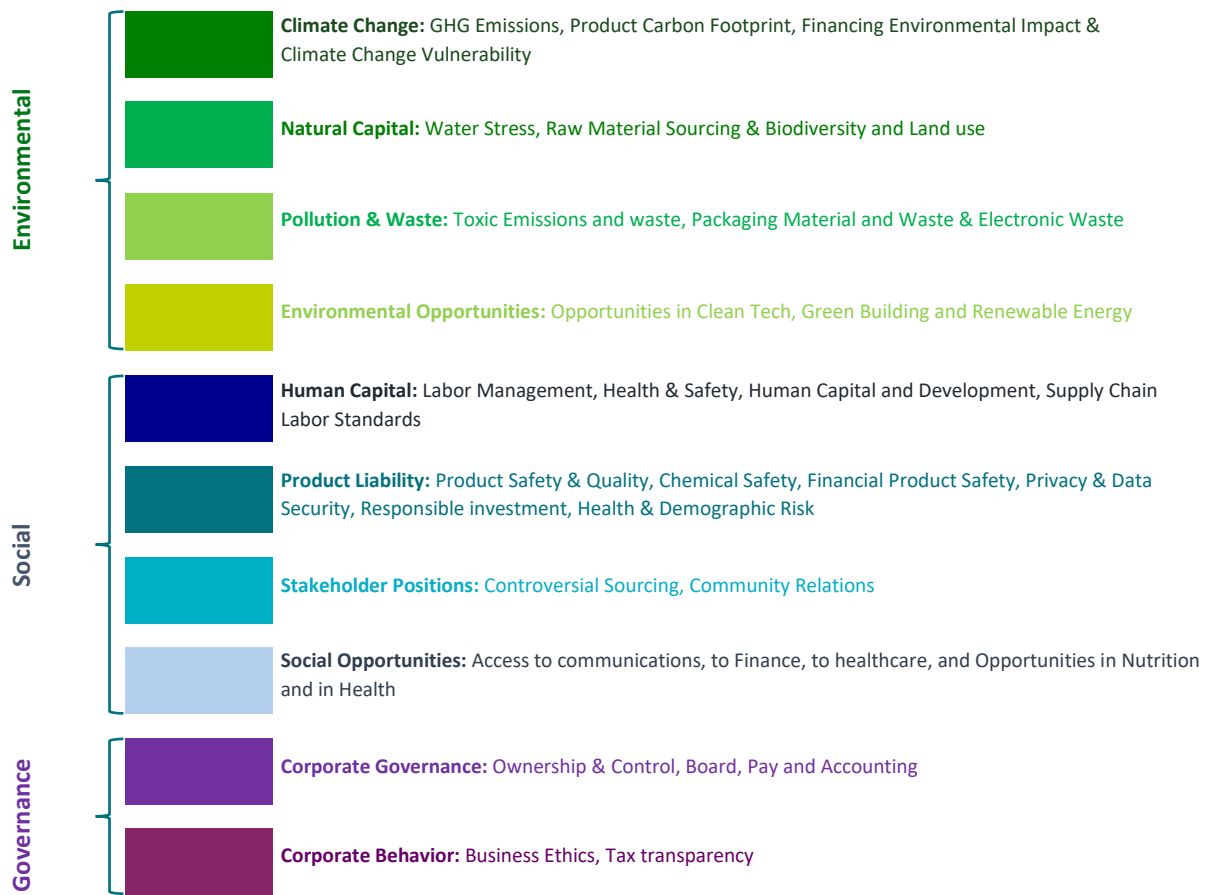 Environmental
Climate Change: GHG Emissions, Product Carbon Footprint, Financing Environmental Impact &
Climate Change Vulnerability
Natural Capital: Water Stress, Raw Material Sourcing & Biodiversity and Land use
Pollution & Waste: Toxic Emissions and waste, Packaging Material and Waste & Electronic Waste
Environmental Opportunities: Opportunities in Clean Tech, Green Building and Renewable Energy
Social
Human Capital: Labor Management, Health & Safety, Human Capital and Development, Supply Chain
Labor Standards
Product Liability: Product Safety & Quality, Chemical Safety, Financial Product Safety, Privacy & Data
Security, Responsible investment, Health & Demographic Risk
Stakeholder Positions: Controversial Sourcing, Community Relations
Social Opportunities: Access to communications, to Finance, to healthcare, and Opportunities in Nutrition
and in Health
Governance
Corporate Governance: Ownership & Control, Board, Pay and Accounting
Corporate Behavior: Business Ethics, Tax transparency